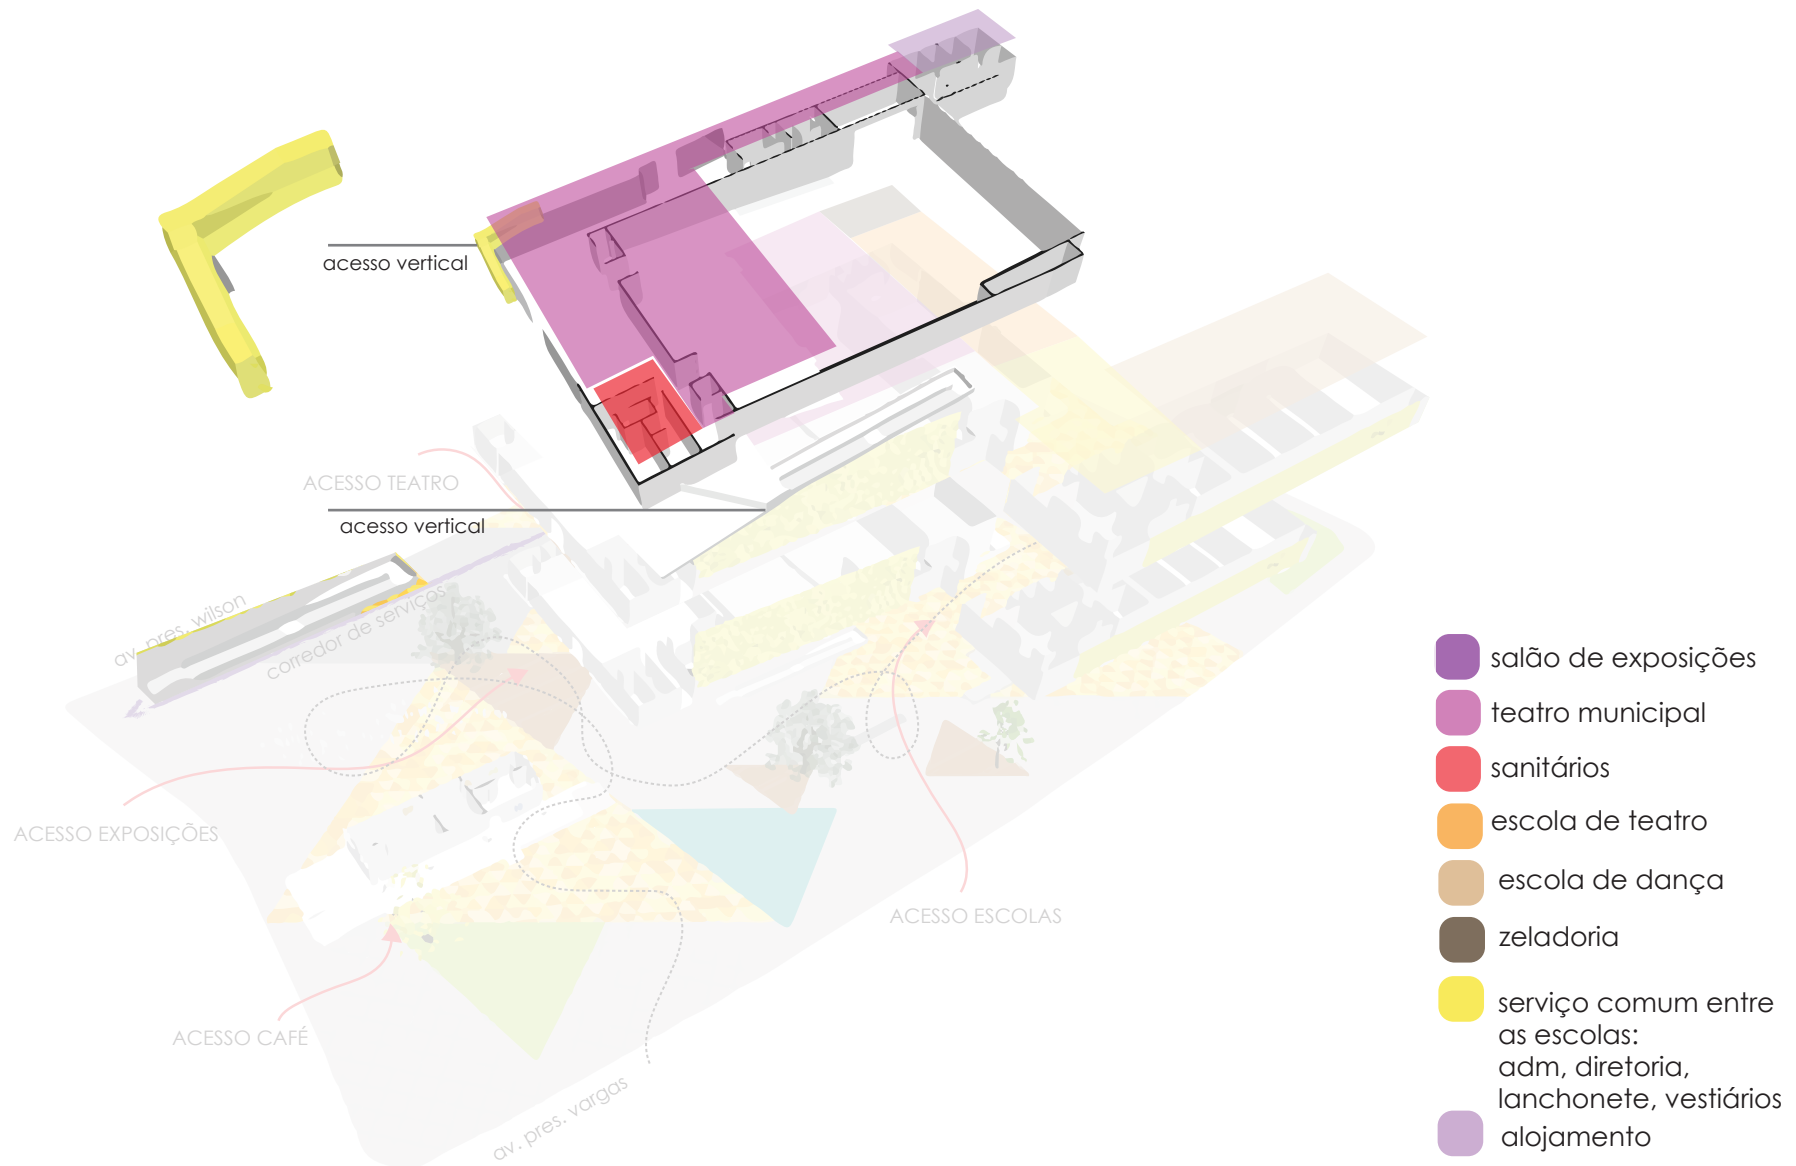 acesso vertical
ACESSO TEATRO
acesso vertical
av. pres. wilson
corredor de serviços
ACESSO EXPOSIÇÕES
ACESSO ESCOLAS
ACESSO CAFÉ
av. pres. vargas
salão de exposições
teatro municipal
sanitários
escola de teatro
escola de dança
zeladoria
serviço comum entre
as escolas:
adm, diretoria,
lanchonete, vestiários
alojamento